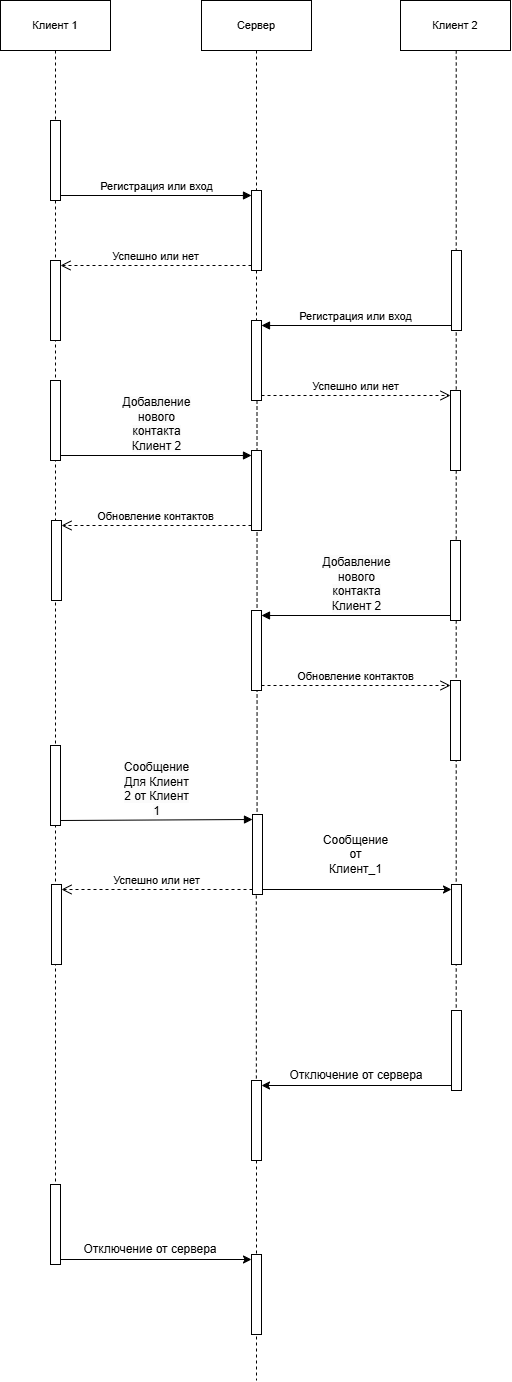 Клиент 1
Сервер
Клиент 2
Регистрация или вход
Успешно или нет
Регистрация или вход
Успешно или нет
Добавление
нового
контакта
Клиент 2
Обновление контактов
Добавление
нового
контакта
Клиент 2
Обновление контактов
Сообщение
Для Клиент
2 от Клиент
1
Сообщение
от
Клиент_1
Успешно или нет
Отключение от сервера
Отключение от сервера